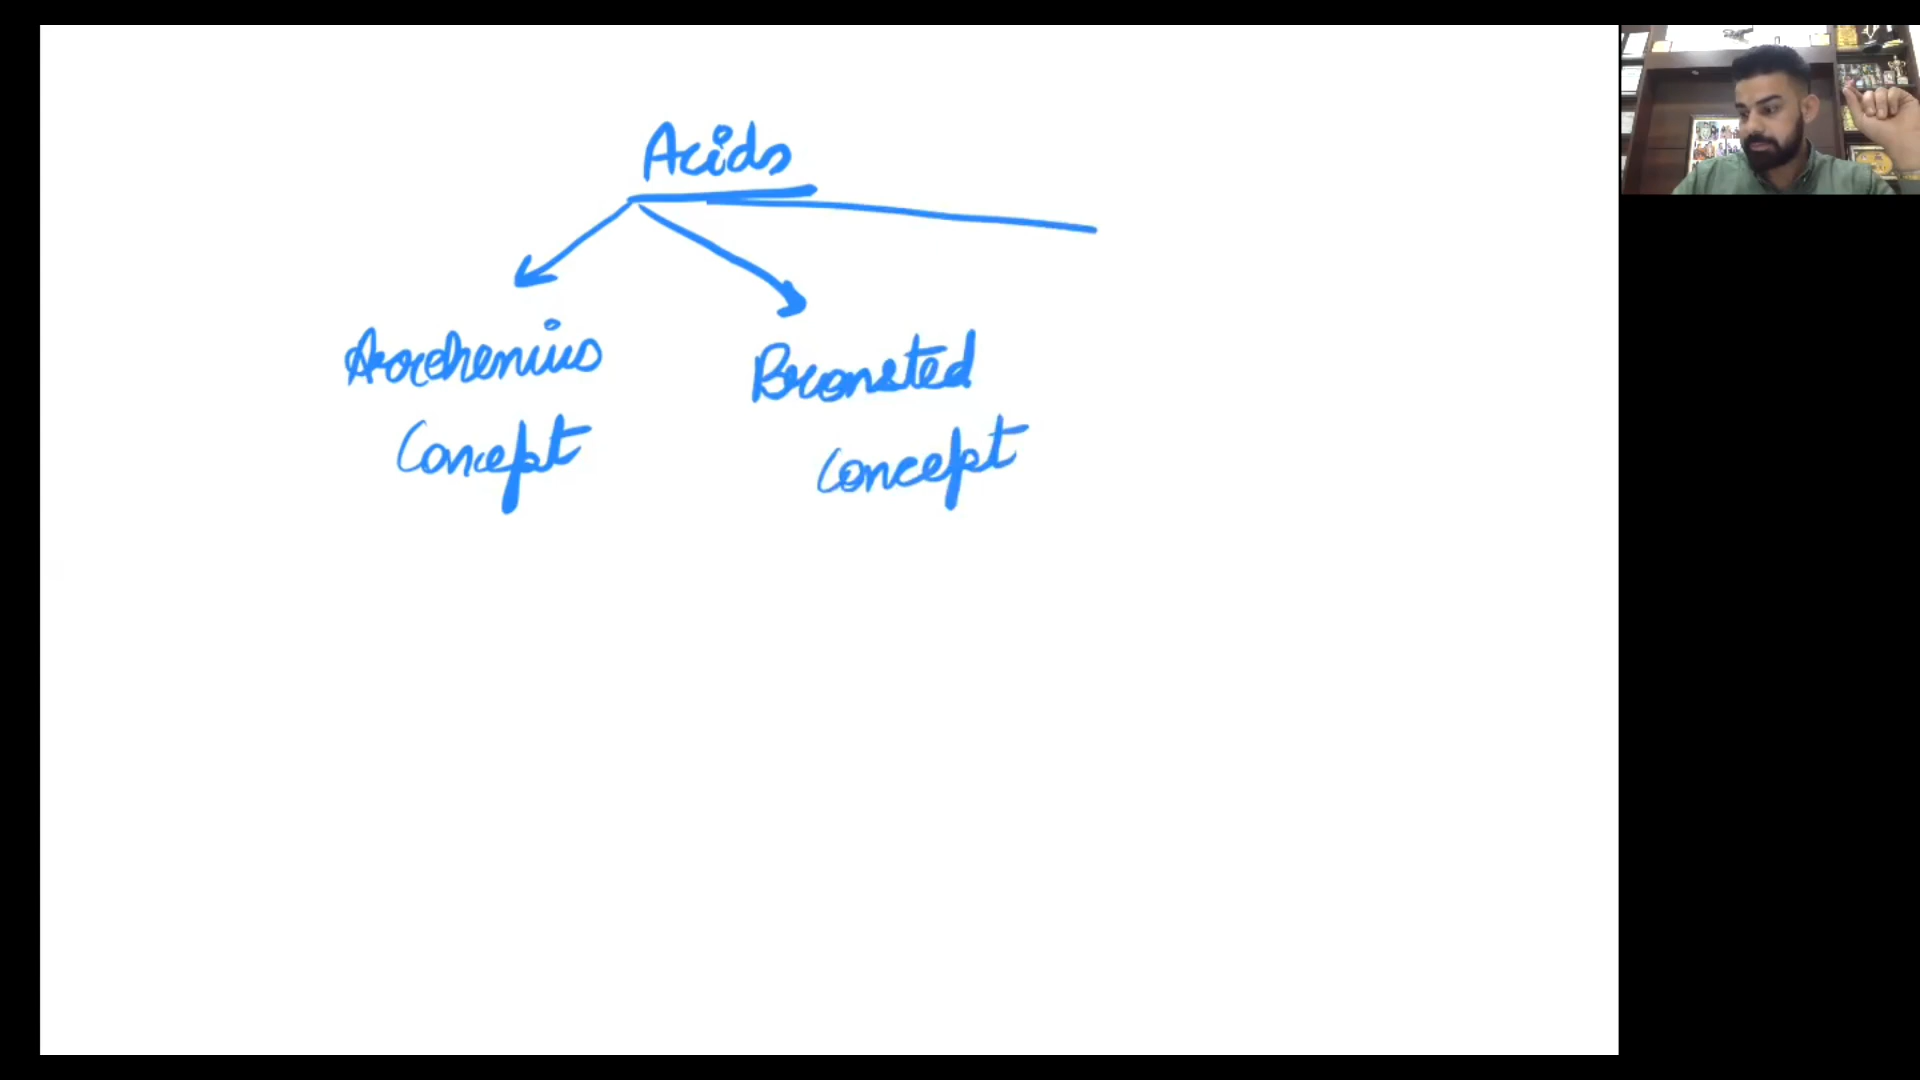 Acids
Arrhenius
Bronsted
Concept
Concept